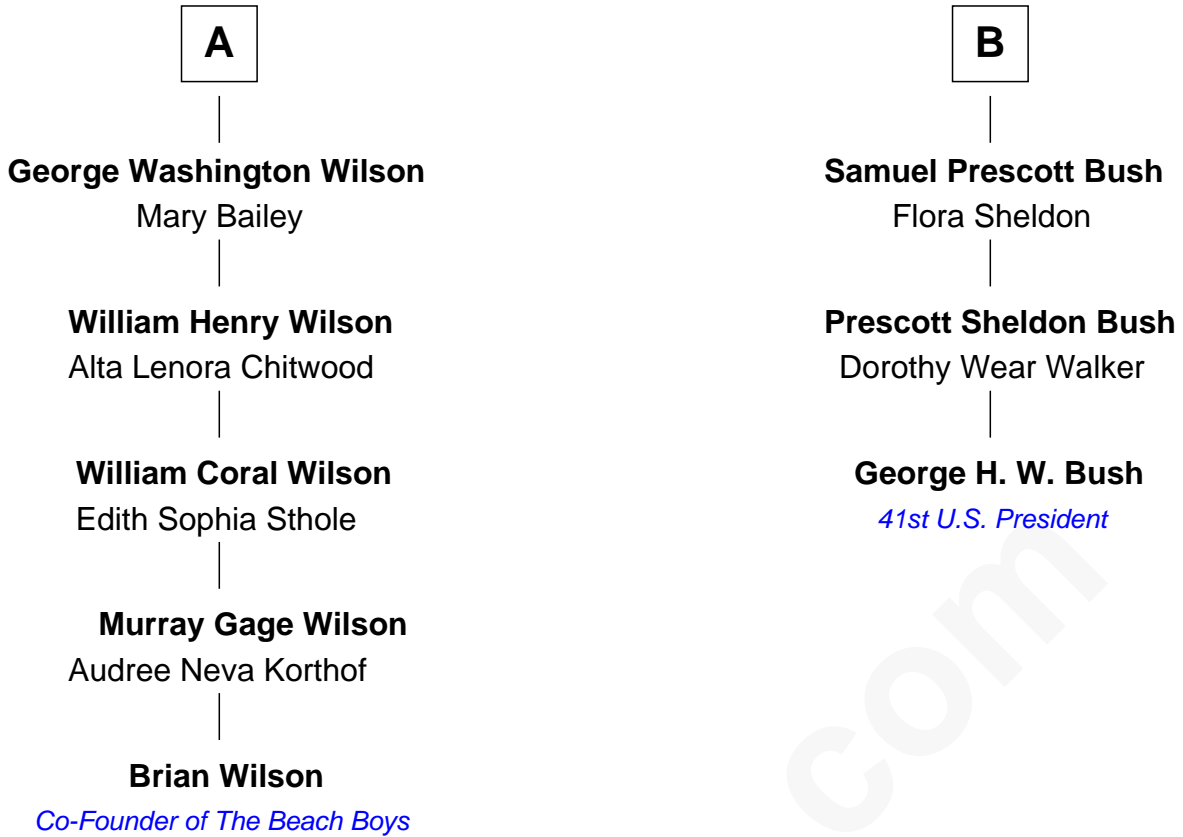 A
George Washington Wilson
Mary Bailey
William Henry Wilson
Alta Lenora Chitwood
William Coral Wilson
Edith Sophia Sthole
Murray Gage Wilson
Audree Neva Korthof
Brian Wilson
Co-Founder of The Beach Boys
B
Samuel Prescott Bush
Flora Sheldon
Prescott Sheldon Bush
Dorothy Wear Walker
George H. W. Bush
41st U.S. President
com